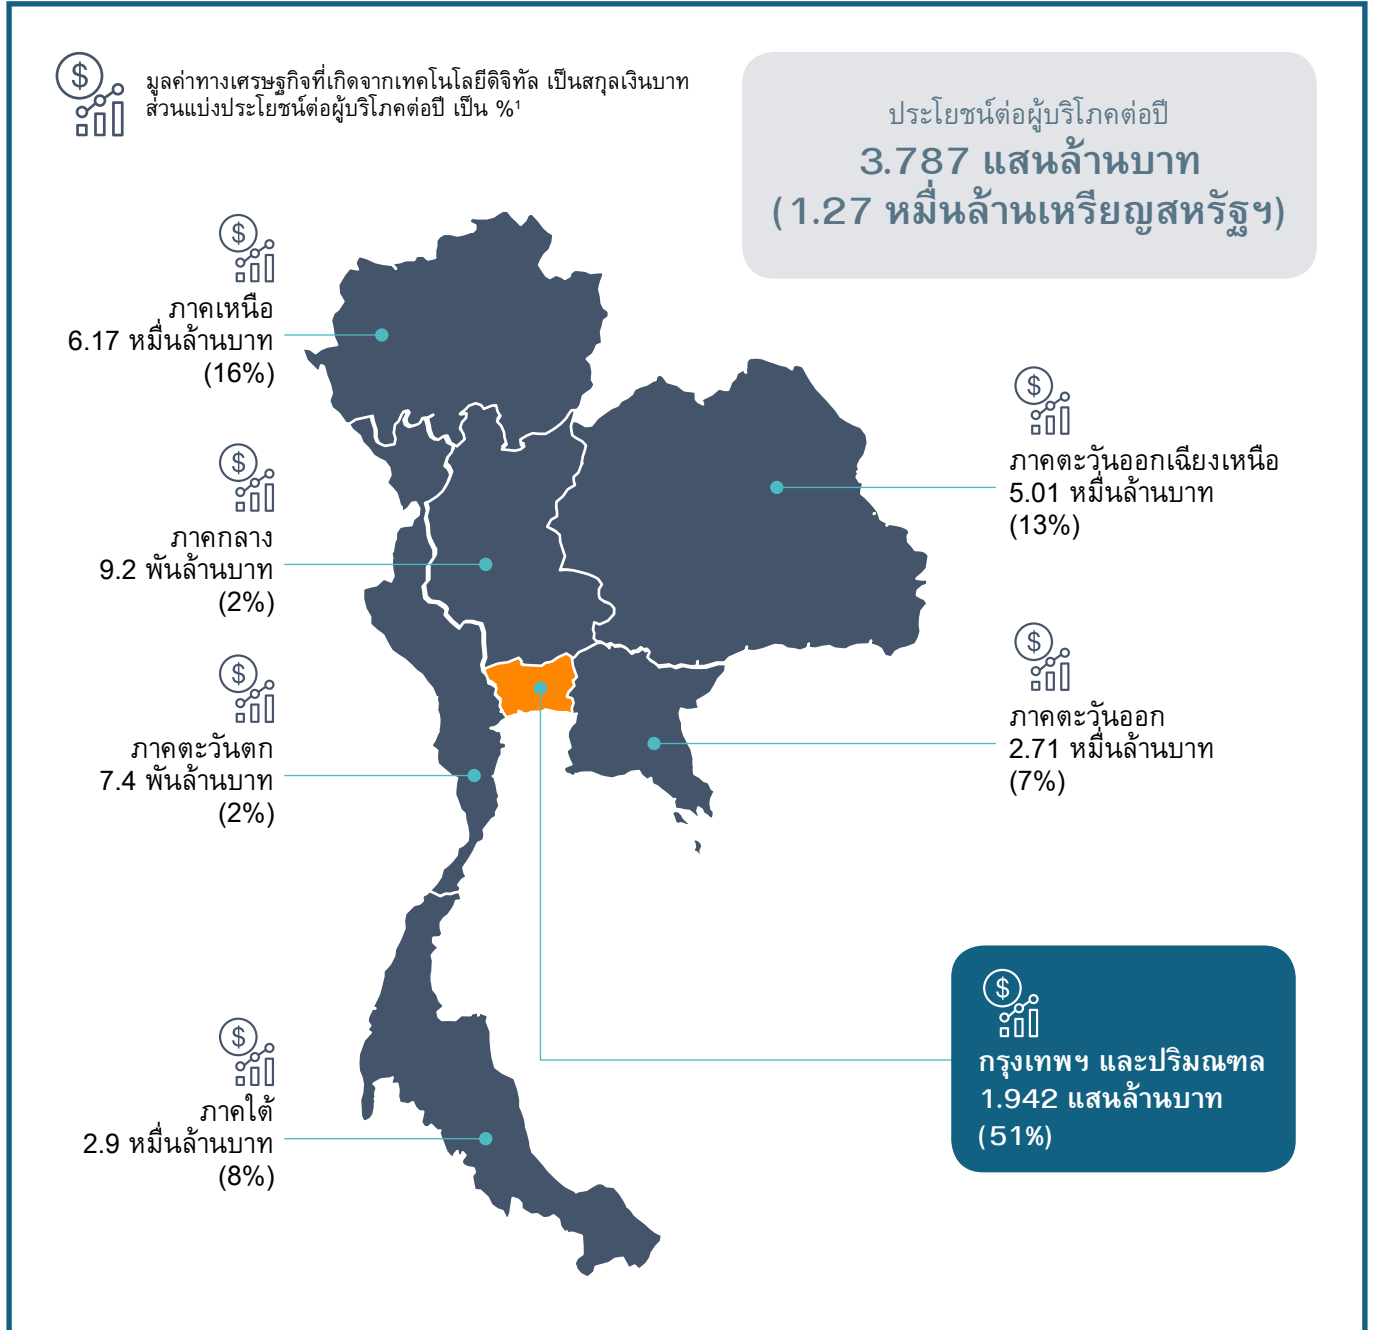 มูลค่าทางเศรษฐกิจที่เกิดจากเทคโนโลยีดิจิทัล เป็นสกุลเงินบาท
ส่วนแบ่งประโยชน์ต่อผู้บริโภคต่อปี เป็น %¹
ประโยชน์ต่อผู้บริโภคต่อปี
3.787 แสนล้านบาท
(1.27 หมื่นล้านเหรียญสหรัฐฯ)
ภาคเหนือ
6.17 หมื่นล้านบาท
(16%)
ภาคตะวันออกเฉียงเหนือ
5.01 หมื่นล้านบาท
(13%)
ภาคกลาง
9.2 พันล้านบาท
(2%)
ภาคตะวันออก
2.71 หมื่นล้านบาท
(7%)
ภาคตะวันตก
7.4 พันล้านบาท
(2%)
กรุงเทพฯ และปริมณฑล
1.942 แสนล้านบาท
(51%)
ภาคใต้
2.9 หมื่นล้านบาท
(8%)